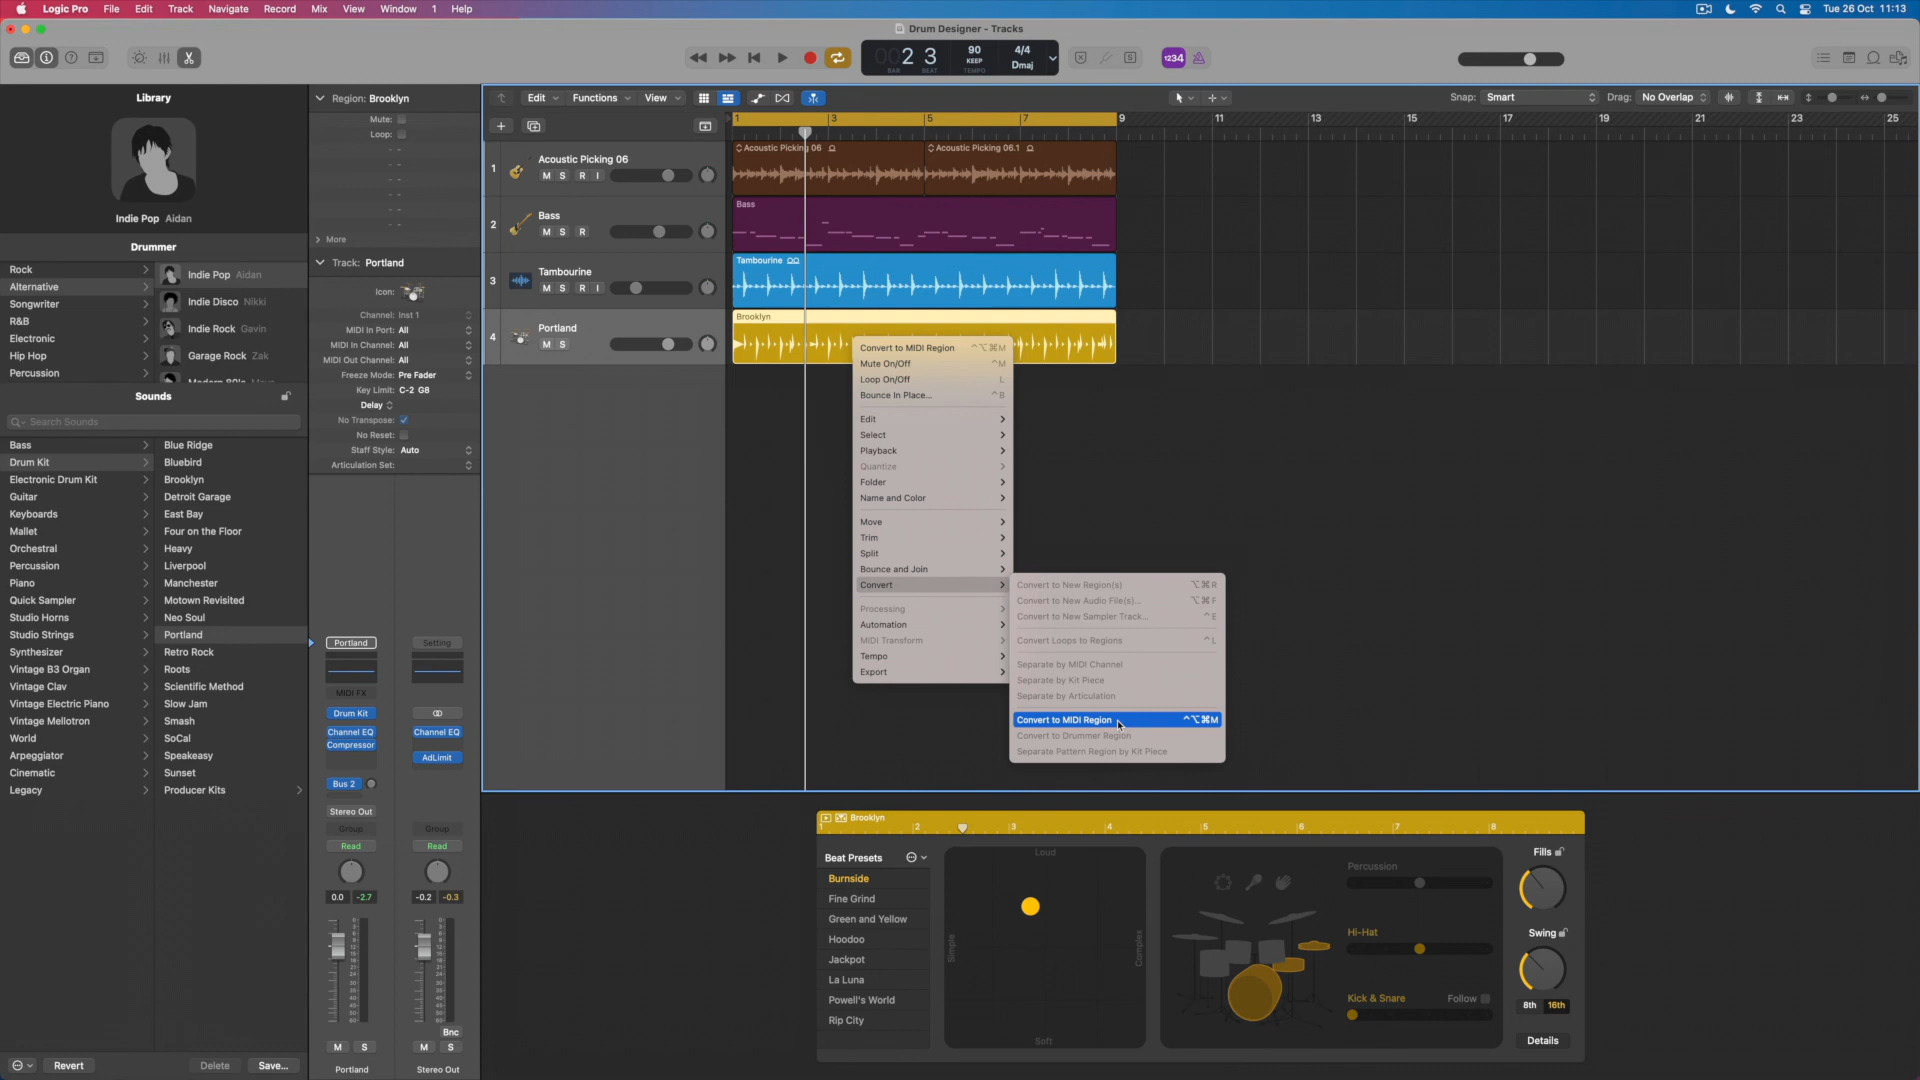 Logic Pro File Edit Track Navigate Record Mix View Window 1 Help
Tue 26 Oct 11:13
Drum Designer - Tracks
002 3
BAR BEAT
90
KEEP
TEMPO
4/4
Dmaj
1234
Library
Indie Pop Aidan
Drummer
Rock
Alternative
Songwriter
R&B
Electronic
Hip Hop
Percussion
Indie Pop Aidan
Indie Disco Nikki
Indie Rock Gavin
Garage Rock Zak
Sounds
Search Sounds
Bass
Drum Kit
Electronic Drum Kit
Guitar
Keyboards
Mallet
Orchestral
Percussion
Piano
Quick Sampler
Studio Horns
Studio Strings
Synthesizer
Vintage B3 Organ
Vintage Clav
Vintage Electric Piano
Vintage Mellotron
World
Arpeggiator
Cinematic
Legacy
Blue Ridge
Bluebird
Brooklyn
Detroit Garage
East Bay
Four on the Floor
Heavy
Liverpool
Manchester
Motown Revisited
Neo Soul
Portland
Retro Rock
Roots
Scientific Method
Slow Jam
Smash
SoCal
Speakeasy
Sunset
Producer Kits
Revert
Delete
Save...
Region: Brooklyn
Mute:
Loop:
More
Track: Portland
Icon:
Channel: Inst 1
MIDI In Port: All
MIDI In Channel: All
MIDI Out Channel: All
Freeze Mode: Pre Fader
Key Limit: C-2 G8
Delay
No Transpose:
No Reset:
Staff Style: Auto
Articulation Set:
Portland
Setting
MIDI FX
Drum Kit
Channel EQ
Compressor
Channel EQ
AdLimit
Bus 2
Stereo Out
Group
Group
Read
Read
0.0 -2.7
-0.2 -0.3
Bnc
M S
M S
Portland
Stereo Out
Edit Functions View
Snap: Smart
Drag: No Overlap
1 3 5 7 9 11 13 15 17 19 21 23 25
1
Acoustic Picking 06
M S R I
2
Bass
M S R
3
Tambourine
M S R I
4
Portland
M S
Acoustic Picking 06
Acoustic Picking 06.1
Bass
Tambourine
Brooklyn
Convert to MIDI Region ⌃⌥⌘M
Mute On/Off ⌃M
Loop On/Off L
Bounce In Place... ⌃B
Edit
Select
Playback
Quantize
Folder
Name and Color
Move
Trim
Split
Bounce and Join
Convert
Processing
Automation
MIDI Transform
Tempo
Export
Convert to New Region(s) ⌥⌘R
Convert to New Audio File(s)... ⌥⌘F
Convert to New Sampler Track... ⌃E
Convert Loops to Regions ⌃L
Separate by MIDI Channel
Separate by Kit Piece
Separate by Articulation
Convert to MIDI Region ⌃⌥⌘M
Convert to Drummer Region
Separate Pattern Region by Kit Piece
Brooklyn
1 2 3 4 5 6 7 8
Beat Presets
Burnside
Fine Grind
Green and Yellow
Hoodoo
Jackpot
La Luna
Powell's World
Rip City
Loud
Simple
Complex
Soft
Percussion
Hi-Hat
Kick & Snare
Follow
Fills
Swing
8th 16th
Details